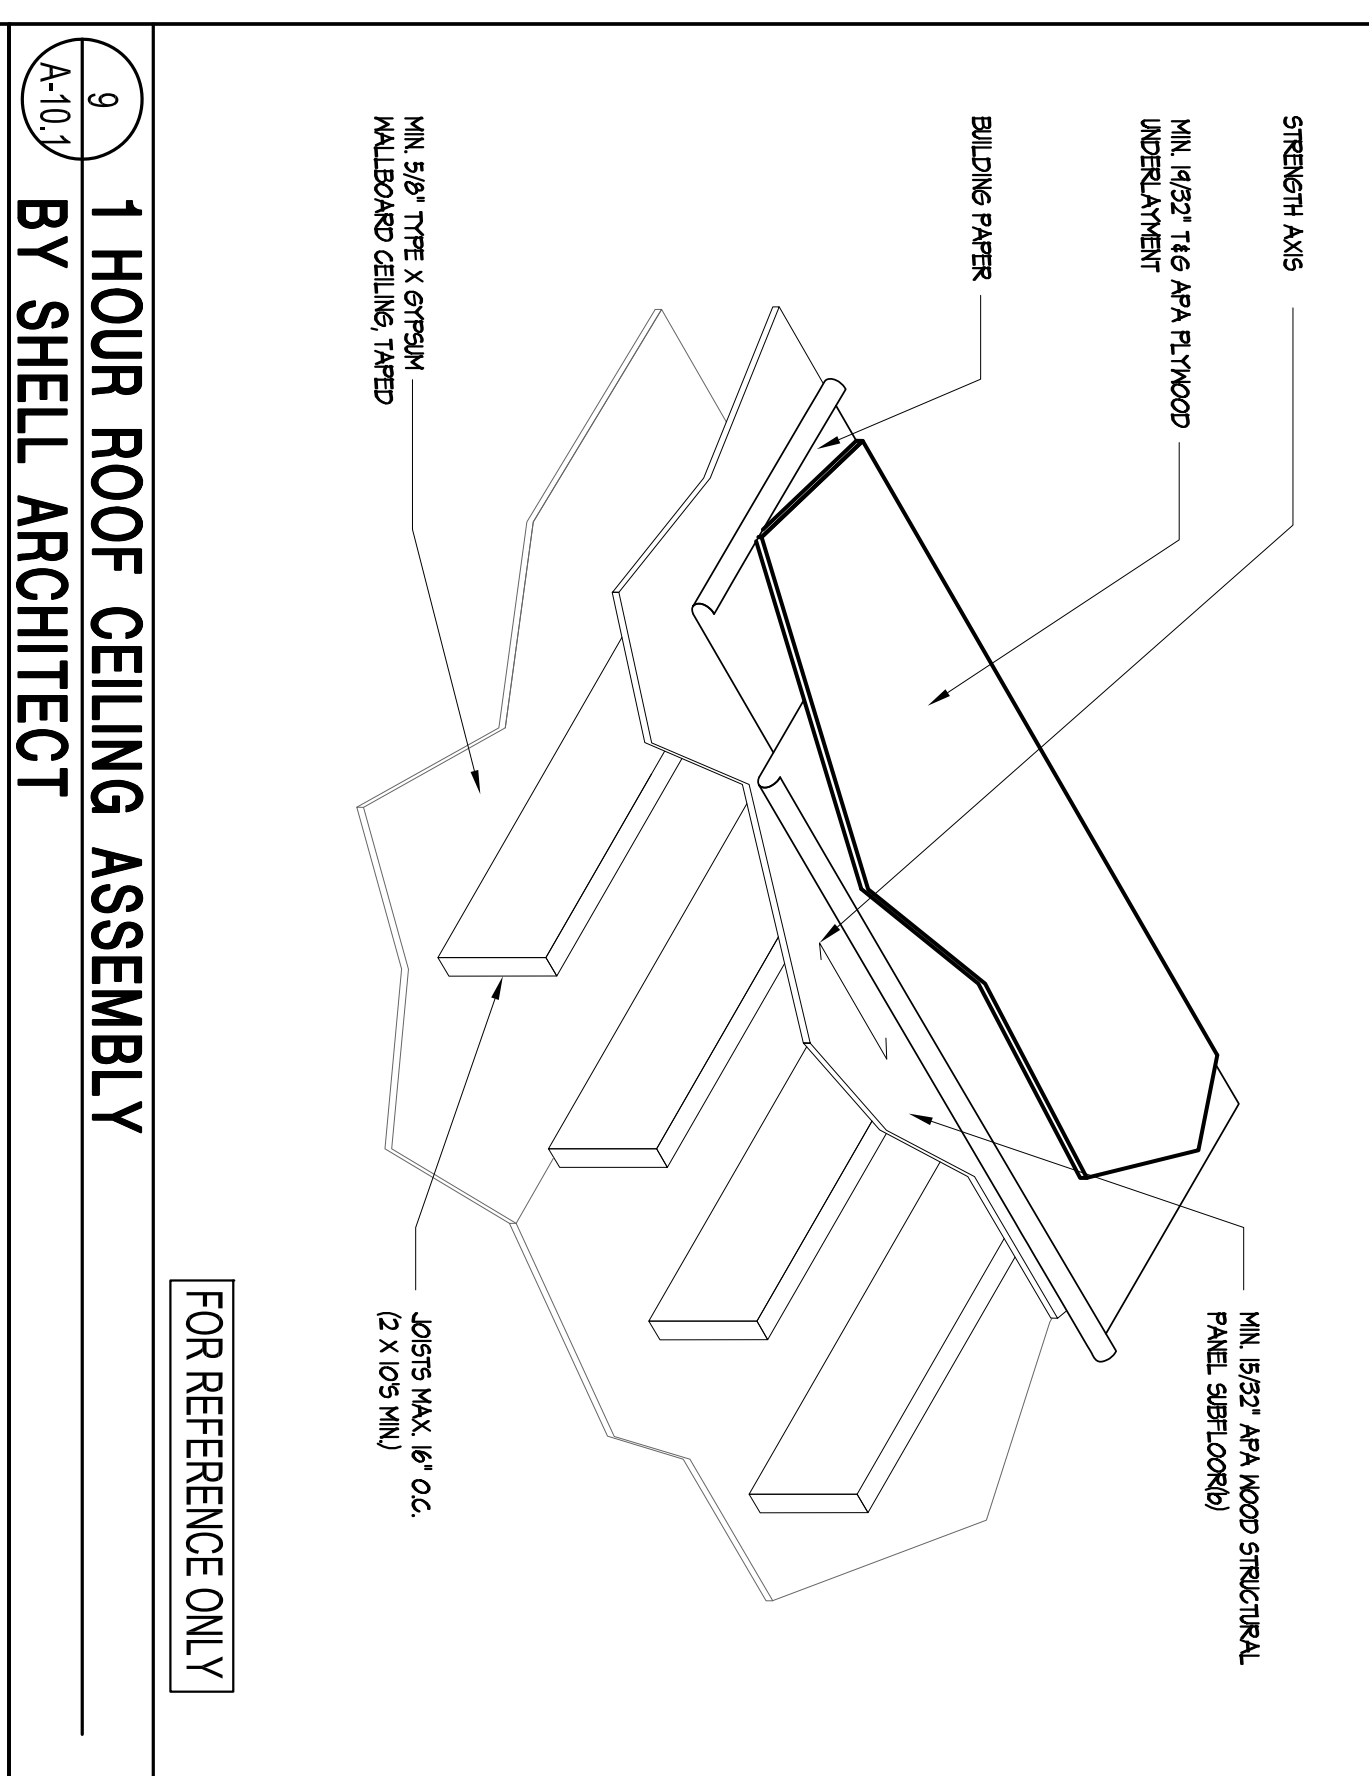 STRENGTH AXIS
MIN. 19/32" T&G APA PLYWOOD
UNDERLAYMENT
BUILDING PAPER
MIN. 5/8" TYPE X GYPSUM
WALLBOARD CEILING, TAPED
MIN. 15/32" APA WOOD STRUCTURAL
PANEL SUBFLOOR(b)
JOISTS MAX. 16" O.C.
(2 X 10'S MIN.)
FOR REFERENCE ONLY
9
A-10.1
1 HOUR ROOF CEILING ASSEMBLY
BY SHELL ARCHITECT